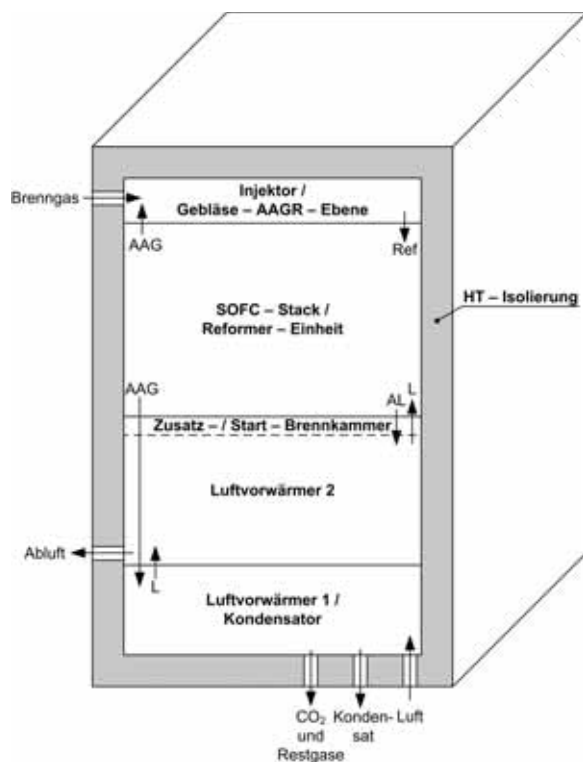 Injektor /
Gebläse – AAGR – Ebene
Brenngas
AAG
Ref
HT – Isolierung
SOFC – Stack /
Reformer – Einheit
AAG
AL
L
Zusatz – / Start – Brennkammer
Luftvorwärmer 2
Abluft
L
Luftvorwärmer 1 /
Kondensator
CO₂
und
Restgase
Konden-
sat
Luft